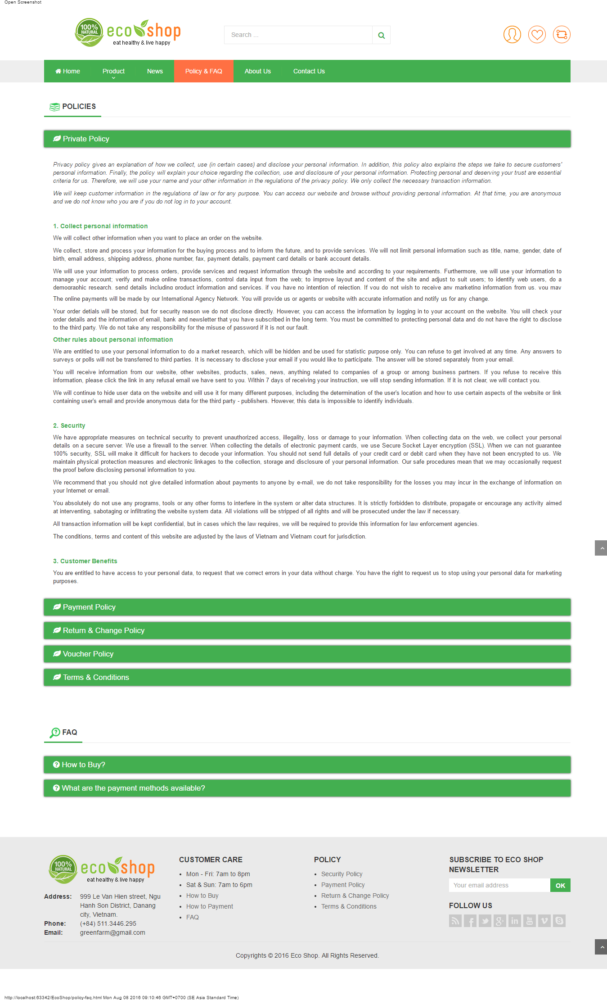 Open Screenshot
100% NATURAL
eco shop
eat healthy & live happy
Search ...
Home Product News Policy & FAQ About Us Contact Us
POLICIES
Private Policy
Privacy policy gives an explanation of how we collect, use (in certain cases) and disclose your personal information. In addition, this policy also explains the steps we take to secure customers'
personal information. Finally, the policy will explain your choice regarding the collection, use and disclosure of your personal information. Protecting personal and deserving your trust are essential
criteria for us. Therefore, we will use your name and your other information in the regulations of the privacy policy. We only collect the necessary transaction information.
We will keep customer information in the regulations of law or for any purpose. You can access our website and browse without providing personal information. At that time, you are anonymous
and we do not know who you are if you do not log in to your account.
1. Collect personal information
We will collect other information when you want to place an order on the website.
We collect, store and process your information for the buying process and to inform the future, and to provide services. We will not limit personal information such as title, name, gender, date of
birth, email address, shipping address, phone number, fax, payment details, payment card details or bank account details.
We will use your information to process orders, provide services and request information through the website and according to your requirements. Furthermore, we will use your information to
manage your account; verify and make online transactions, control data input from the web; to improve layout and content of the site and adjust to suit users; to identify web users, do a
demographic research, send details including product information and services, if you have no intention of rejection. If you do not wish to receive any marketing information from us, you may
The online payments will be made by our International Agency Network. You will provide us or agents or website with accurate information and notify us for any change.
Your order detials will be stored, but for security reason we do not disclose directly. However, you can access the information by logging in to your account on the website. You will check your
order details and the information of email, bank and newsletter that you have subscribed in the long term. You must be committed to protecting personal data and do not have the right to disclose
to the third party. We do not take any responsibility for the misuse of password if it is not our fault.
Other rules about personal information
We are entitled to use your personal information to do a market research, which will be hidden and be used for statistic purpose only. You can refuse to get involved at any time. Any answers to
surveys or polls will not be transferred to third parties. It is necessary to disclose your email if you would like to participate. The answer will be stored separately from your email.
You will receive information from our website, other websites, products, sales, news, anything related to companies of a group or among business partners. If you refuse to receive this
information, please click the link in any refusal email we have sent to you. Within 7 days of receiving your instruction, we will stop sending information. If it is not clear, we will contact you.
We will continue to hide user data on the website and will use it for many different purposes, including the determination of the user's location and how to use certain aspects of the website or link
containing user's email and provide anonymous data for the third party - publishers. However, this data is impossible to identify individuals.
2. Security
We have appropriate measures on technical security to prevent unauthorized access, illegality, loss or damage to your information. When collecting data on the web, we collect your personal
details on a secure server. We use a firewall to the server. When collecting the details of electronic payment cards, we use Secure Socket Layer encryption (SSL). When we can not guarantee
100% security, SSL will make it difficult for hackers to decode your information. You should not send full details of your credit card or debit card when they have not been encrypted to us. We
maintain physical protection measures and electronic linkages to the collection, storage and disclosure of your personal information. Our safe procedures mean that we may occasionally request
the proof before disclosing personal information to you.
We recommend that you should not give detailed information about payments to anyone by e-mail, we do not take responsibility for the losses you may incur in the exchange of information on
your Internet or email.
You absolutely do not use any programs, tools or any other forms to interfere in the system or alter data structures. It is strictly forbidden to distribute, propagate or encourage any activity aimed
at interventing, sabotaging or infiltrating the website system data. All violations will be stripped of all rights and will be prosecuted under the law if necessary.
All transaction information will be kept confidential, but in cases which the law requires, we will be required to provide this information for law enforcement agencies.
The conditions, terms and content of this website are adjusted by the laws of Vietnam and Vietnam court for jurisdiction.
3. Customer Benefits
You are entitled to have access to your personal data, to request that we correct errors in your data without charge. You have the right to request us to stop using your personal data for marketing
purposes.
Payment Policy
Return & Change Policy
Voucher Policy
Terms & Conditions
FAQ
How to Buy?
What are the payment methods available?
100% NATURAL
eco shop
eat healthy & live happy
Address: 999 Le Van Hien street, Ngu
Hanh Son District, Danang
city, Vietnam.
Phone: (+84) 511.3446.295
Email: greenfarm@gmail.com
CUSTOMER CARE
Mon - Fri: 7am to 8pm
Sat & Sun: 7am to 6pm
How to Buy
How to Payment
FAQ
POLICY
Security Policy
Payment Policy
Return & Change Policy
Terms & Conditions
SUBSCRIBE TO ECO SHOP
NEWSLETTER
Your email address OK
FOLLOW US
Copyrights © 2016 Eco Shop. All Rights Reserved.
http://localhost:63342/EcoShop/policy-faq.html Mon Aug 08 2016 09:10:46 GMT+0700 (SE Asia Standard Time)